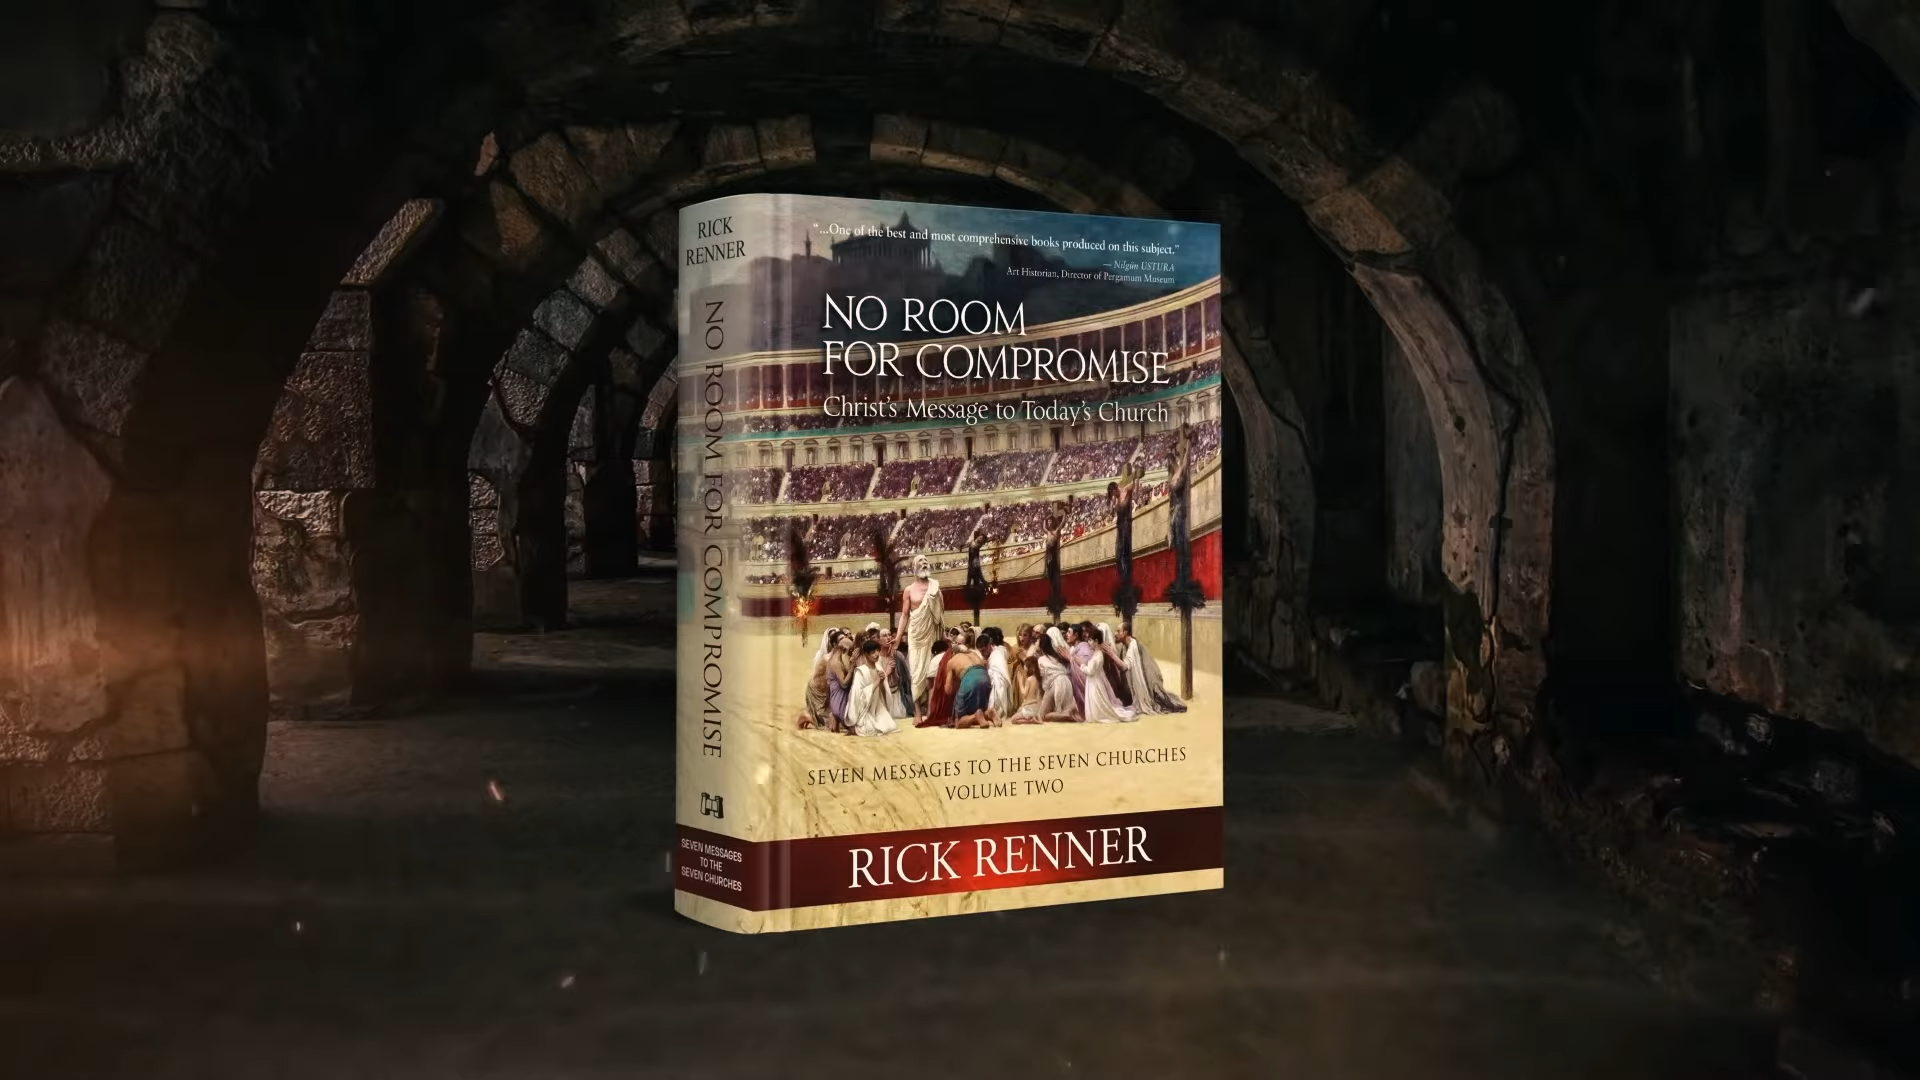 RICK
RENNER
NO ROOM FOR COMPROMISE
SEVEN MESSAGES
TO THE
SEVEN CHURCHES
“...One of the best and most comprehensive books produced on this subject.”
— Nilgün USTURA
Art Historian, Director of Pergamum Museum
NO ROOM
FOR COMPROMISE
Christ's Message to Today's Church
SEVEN MESSAGES TO THE SEVEN CHURCHES
VOLUME TWO
RICK RENNER